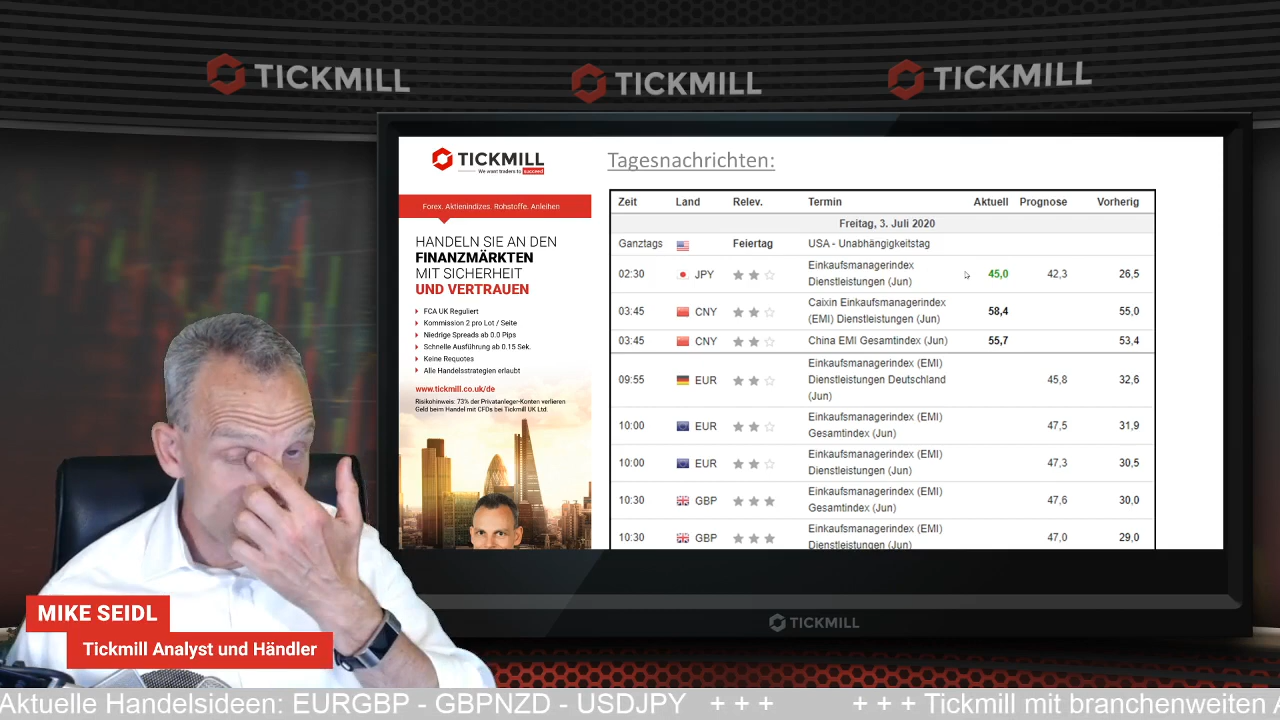 TICKMILL
TICKMILL
TICKMILL
TICKMILL
We want traders to succeed
Forex. Aktienindizes. Rohstoffe. Anleihen
HANDELN SIE AN DEN
FINANZMÄRKTEN
MIT SICHERHEIT
UND VERTRAUEN
FCA UK Reguliert
Kommission 2 pro Lot / Seite
Niedrige Spreads ab 0.0 Pips
Schnelle Ausführung ab 0.15 Sek.
Keine Requotes
Alle Handelsstrategien erlaubt
www.tickmill.co.uk/de
Risikohinweis: 73% der Privatanleger-Konten verlieren
Geld beim Handel mit CFDs bei Tickmill UK Ltd.
Tagesnachrichten:
Zeit Land Relev. Termin Aktuell Prognose Vorherig
Freitag, 3. Juli 2020
Ganztags Feiertag USA - Unabhängigkeitstag
02:30 JPY Einkaufsmanagerindex 45,0 42,3 26,5
Dienstleistungen (Jun)
03:45 CNY Caixin Einkaufsmanagerindex 58,4 55,0
(EMI) Dienstleistungen (Jun)
03:45 CNY China EMI Gesamtindex (Jun) 55,7 53,4
09:55 EUR Einkaufsmanagerindex (EMI) 45,8 32,6
Dienstleistungen Deutschland
(Jun)
10:00 EUR Einkaufsmanagerindex (EMI) 47,5 31,9
Gesamtindex (Jun)
10:00 EUR Einkaufsmanagerindex (EMI) 47,3 30,5
Dienstleistungen (Jun)
10:30 GBP Einkaufsmanagerindex (EMI) 47,6 30,0
Gesamtindex (Jun)
10:30 GBP Einkaufsmanagerindex (EMI) 47,0 29,0
Dienstleistungen (Jun)
TICKMILL
MIKE SEIDL
Tickmill Analyst und Händler
Aktuelle Handelsideen: EURGBP - GBPNZD - USDJPY + + + + + + Tickmill mit branchenweiten A